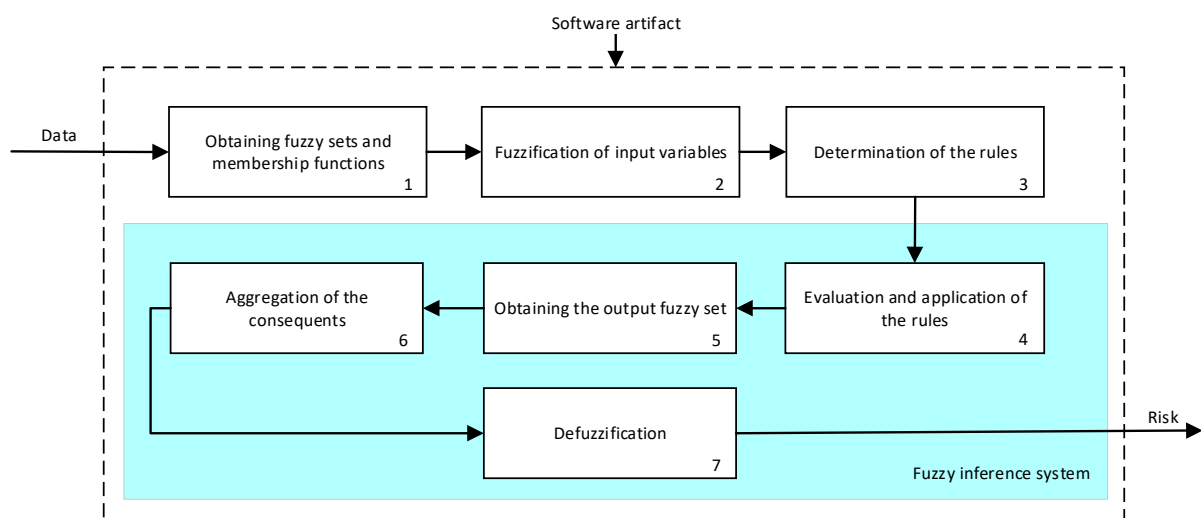 Software artifact
Data
Obtaining fuzzy sets and
membership functions
1
Fuzzification of input variables
2
Determination of the rules
3
Aggregation of the
consequents
6
Obtaining the output fuzzy set
5
Evaluation and application of
the rules
4
Defuzzification
7
Risk
Fuzzy inference system